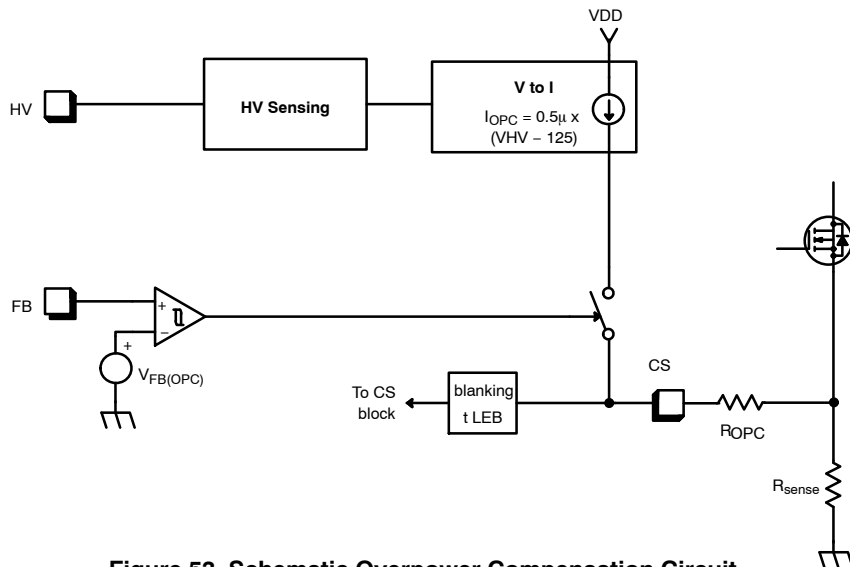 VDD
HV
HV Sensing
V to I
IOPC = 0.5μ x
(VHV − 125)
FB
+
−
+
VFB(OPC)
CS
To CS
block
blanking
t LEB
ROPC
Rsense
Figure 53. Schematic Overpower Compensation Circuit